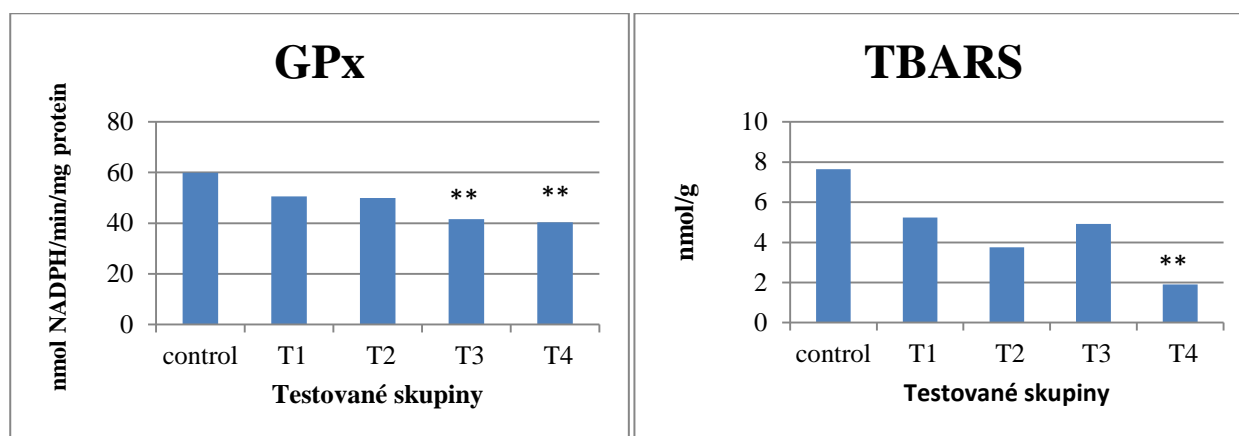 GPx
nmol NADPH/min/mg protein
80
60
40
20
0
**
**
control T1 T2 T3 T4
Testované skupiny
TBARS
nmol/g
10
8
6
4
2
0
**
control T1 T2 T3 T4
Testované skupiny